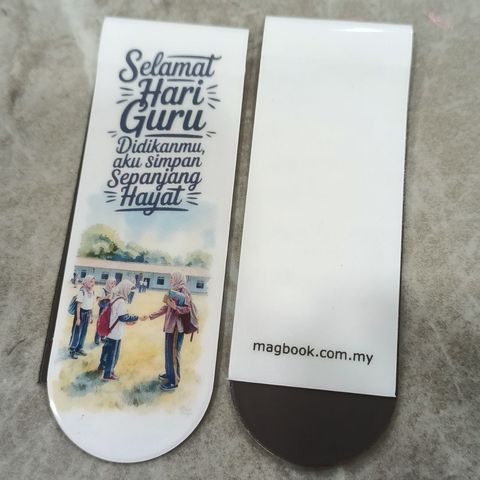 Selamat
Hari
Guru
Didikanmu,
aku simpan
Sepanjang
Hayat
magbook.com.my